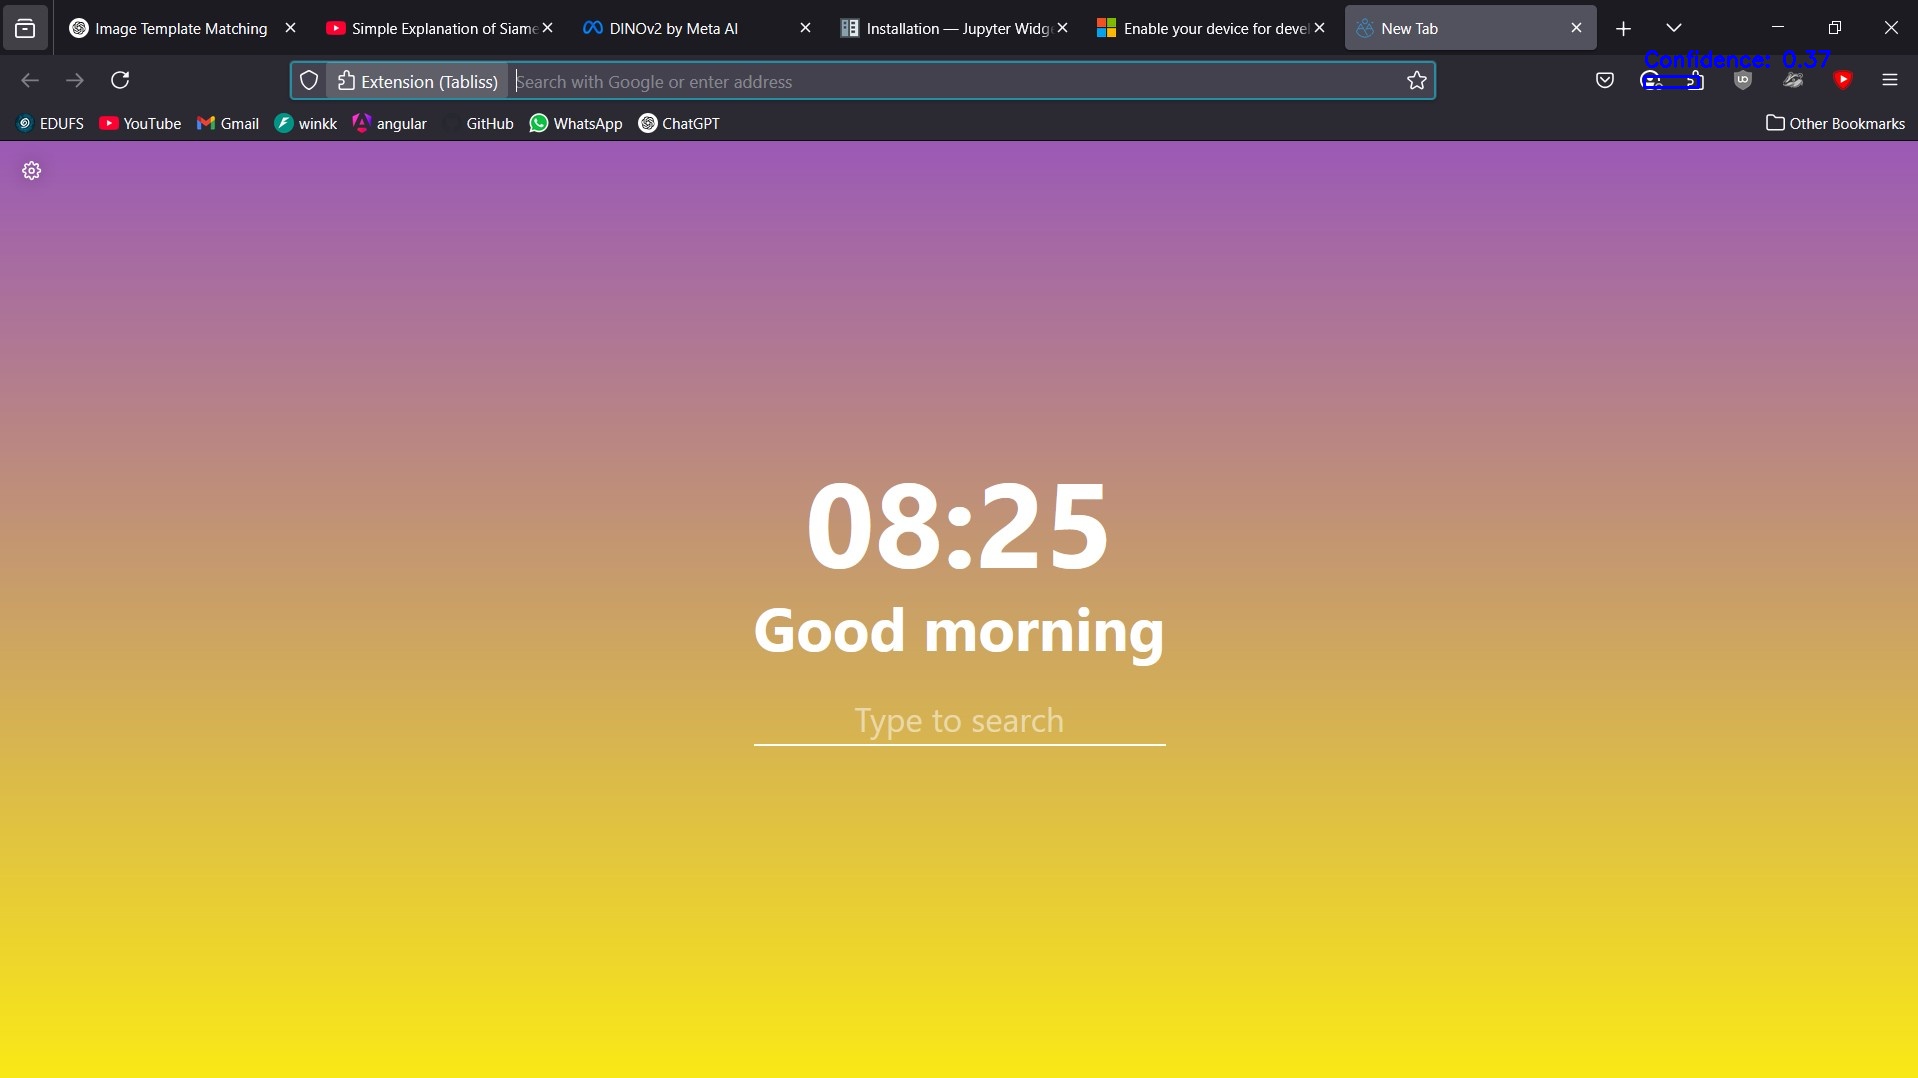 Image Template Matching
Simple Explanation of Siame
DINOv2 by Meta AI
Installation — Jupyter Widge
Enable your device for devel
New Tab
Confidence: 0.37
Extension (Tabliss)
Search with Google or enter address
EDUFS
YouTube
Gmail
winkk
angular
GitHub
WhatsApp
ChatGPT
Other Bookmarks
08:25
Good morning
Type to search